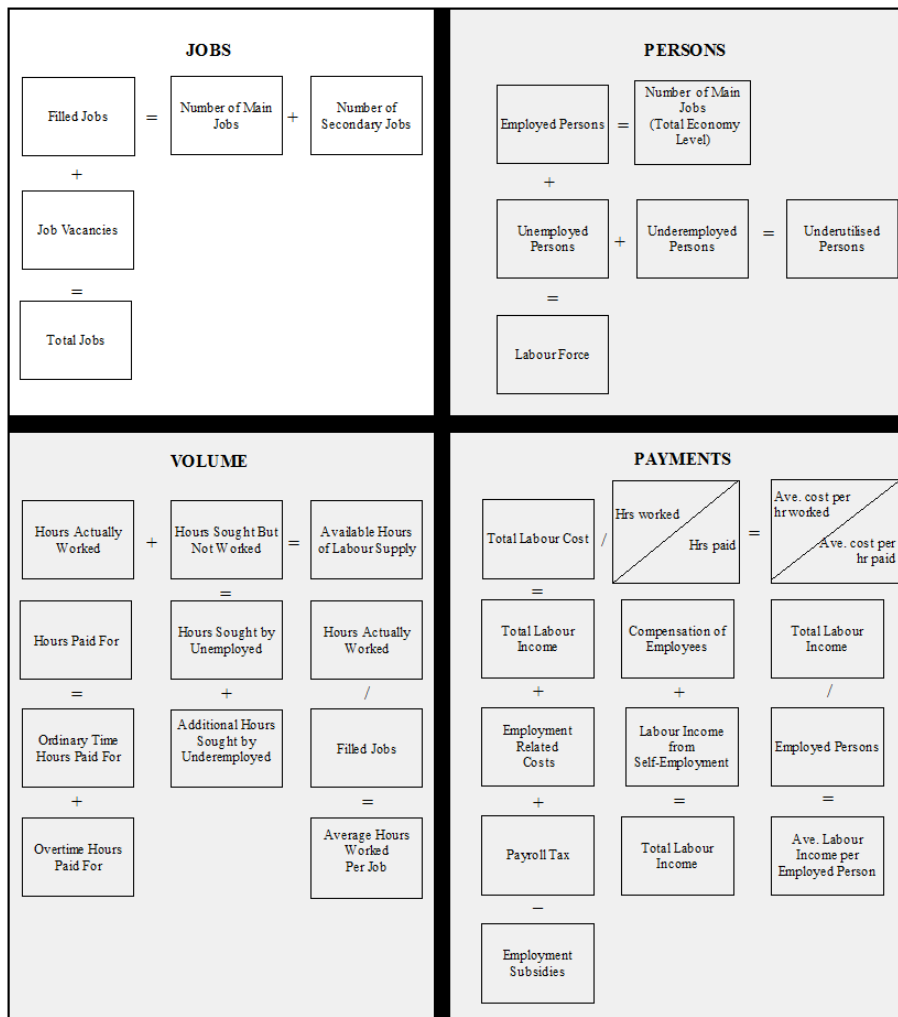 JOBS
Filled Jobs
=
Number of Main
Jobs
+
Number of
Secondary Jobs
+
Job Vacancies
=
Total Jobs
PERSONS
Employed Persons
=
Number of Main
Jobs
(Total Economy
Level)
+
Unemployed
Persons
+
Underemployed
Persons
=
Underutilised
Persons
=
Labour Force
VOLUME
Hours Actually
Worked
+
Hours Sought But
Not Worked
=
Available Hours
of Labour Supply
=
Hours Paid For
Hours Sought by
Unemployed
Hours Actually
Worked
=
+
/
Ordinary Time
Hours Paid For
Additional Hours
Sought by
Underemployed
Filled Jobs
+
=
Overtime Hours
Paid For
Average Hours
Worked
Per Job
PAYMENTS
Total Labour Cost
/
Hrs worked
Hrs paid
=
Ave. cost per
hr worked
Ave. cost per
hr paid
=
Total Labour
Income
Compensation of
Employees
Total Labour
Income
+
+
/
Employment
Related
Costs
Labour Income
from
Self-Employment
Employed Persons
+
=
=
Payroll Tax
Total Labour
Income
Ave. Labour
Income per
Employed Person
–
Employment
Subsidies